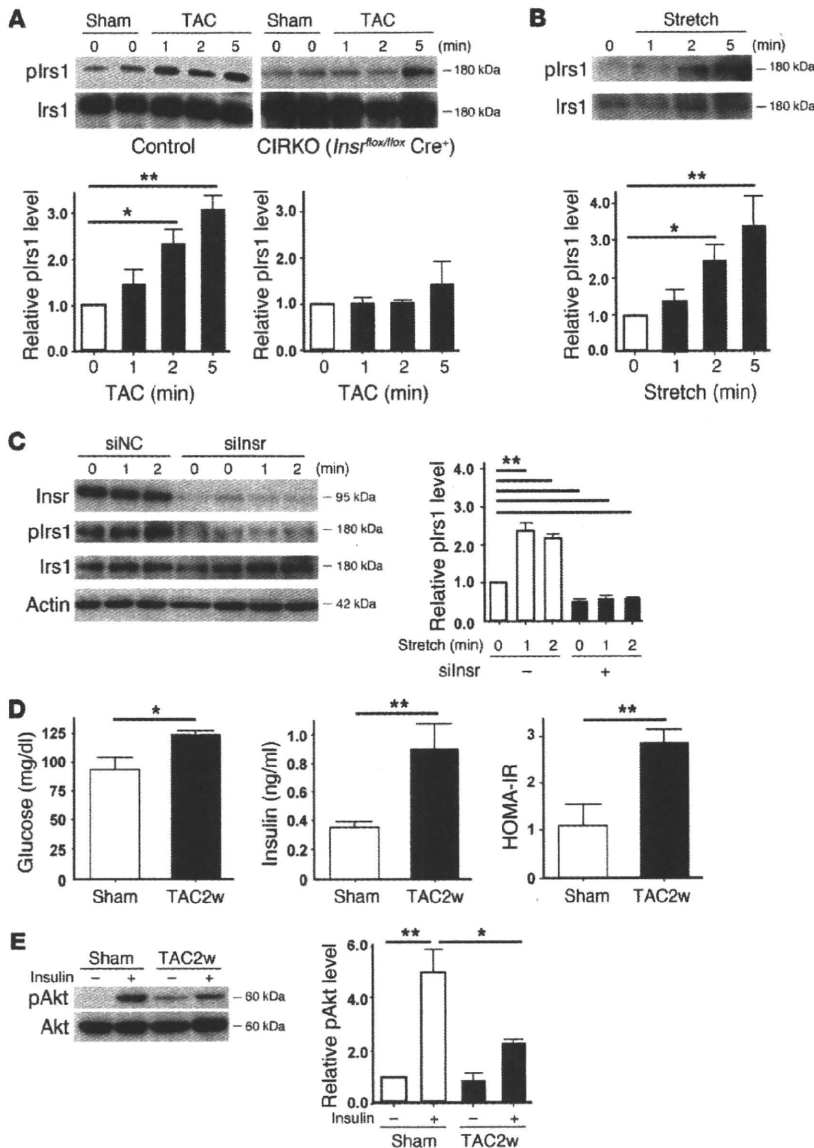 A
Sham TAC Sham TAC
0 0 1 2 5 0 0 1 2 5 (min)
pIrs1
– 180 kDa
Irs1
– 180 kDa
Control CIRKO (Insr^flox/flox Cre⁺)
**
*
Relative pIrs1 level
3.0
2.0
1.0
0.0
0 1 2 5
TAC (min)
Relative pIrs1 level
3.0
2.0
1.0
0.0
0 1 2 5
TAC (min)
B
Stretch
0 1 2 5 (min)
pIrs1
– 180 kDa
Irs1
– 180 kDa
**
*
Relative pIrs1 level
4.0
3.0
2.0
1.0
0.0
0 1 2 5
Stretch (min)
C
siNC siInsr
0 1 2 0 0 1 2 (min)
Insr – 95 kDa
pIrs1 – 180 kDa
Irs1 – 180 kDa
Actin – 42 kDa
**
Relative pIrs1 level
4.0
3.0
2.0
1.0
0.0
Stretch (min) 0 1 2 0 1 2
siInsr – +
D
*
Glucose (mg/dl)
125
100
75
50
25
0
Sham TAC2w
**
Insulin (ng/ml)
1.0
0.8
0.6
0.4
0.2
0
Sham TAC2w
**
HOMA-IR
3
2
1
0
Sham TAC2w
E
Sham TAC2w
Insulin – + – +
pAkt – 60 kDa
Akt – 60 kDa
** *
Relative pAkt level
6.0
4.0
2.0
0.0
Insulin – + – +
Sham TAC2w